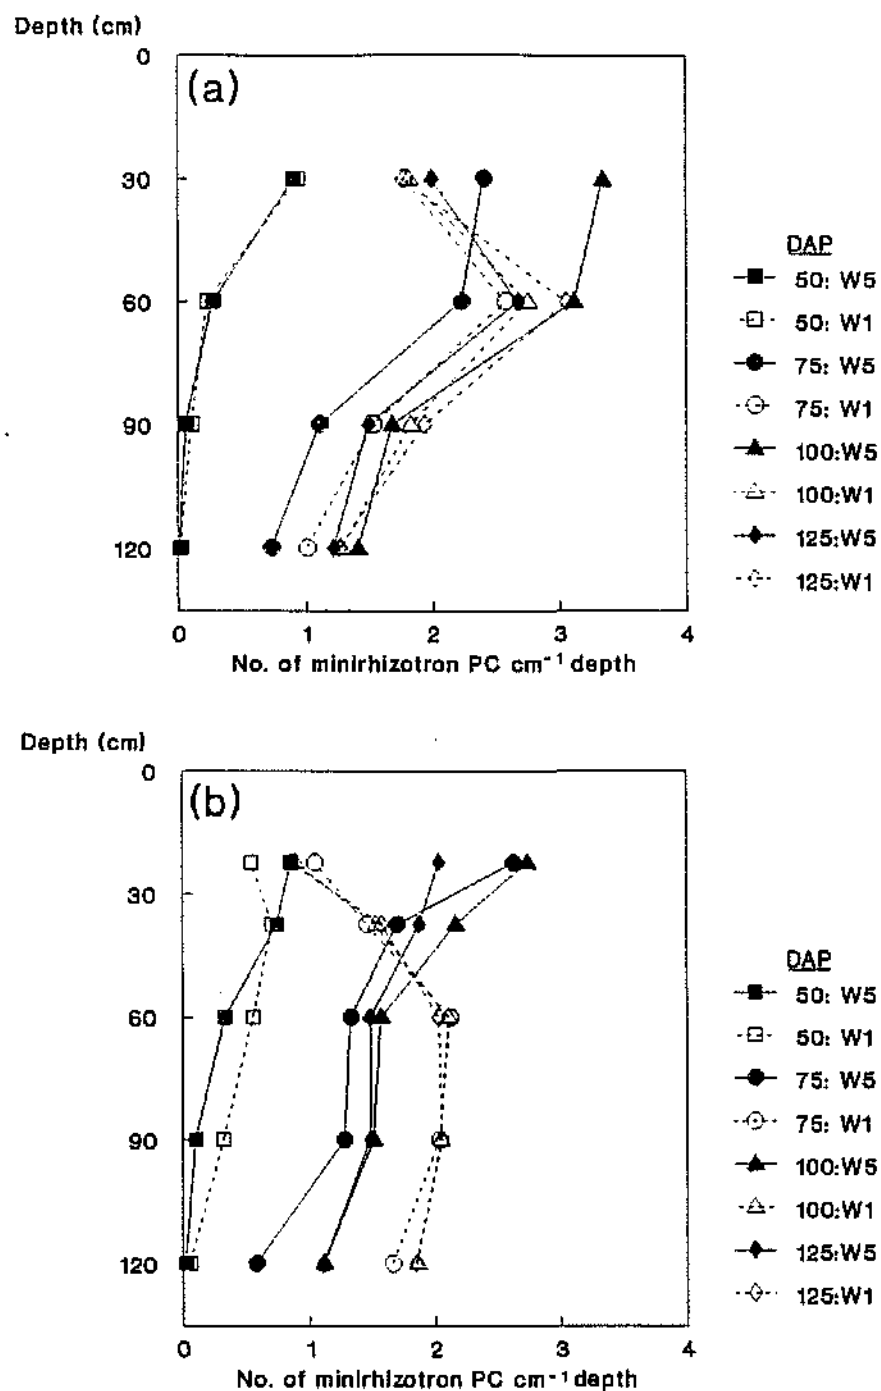 Depth (cm)
0
(a)
30
60
90
120
0 1 2 3 4
No. of minirhizotron PC cm⁻¹ depth
DAP
50: W5
50: W1
75: W5
75: W1
100:W5
100:W1
125:W5
125:W1
Depth (cm)
0
(b)
30
60
90
120
0 1 2 3 4
No. of minirhizotron PC cm⁻¹ depth
DAP
50: W5
50: W1
75: W5
75: W1
100:W5
100:W1
125:W5
125:W1